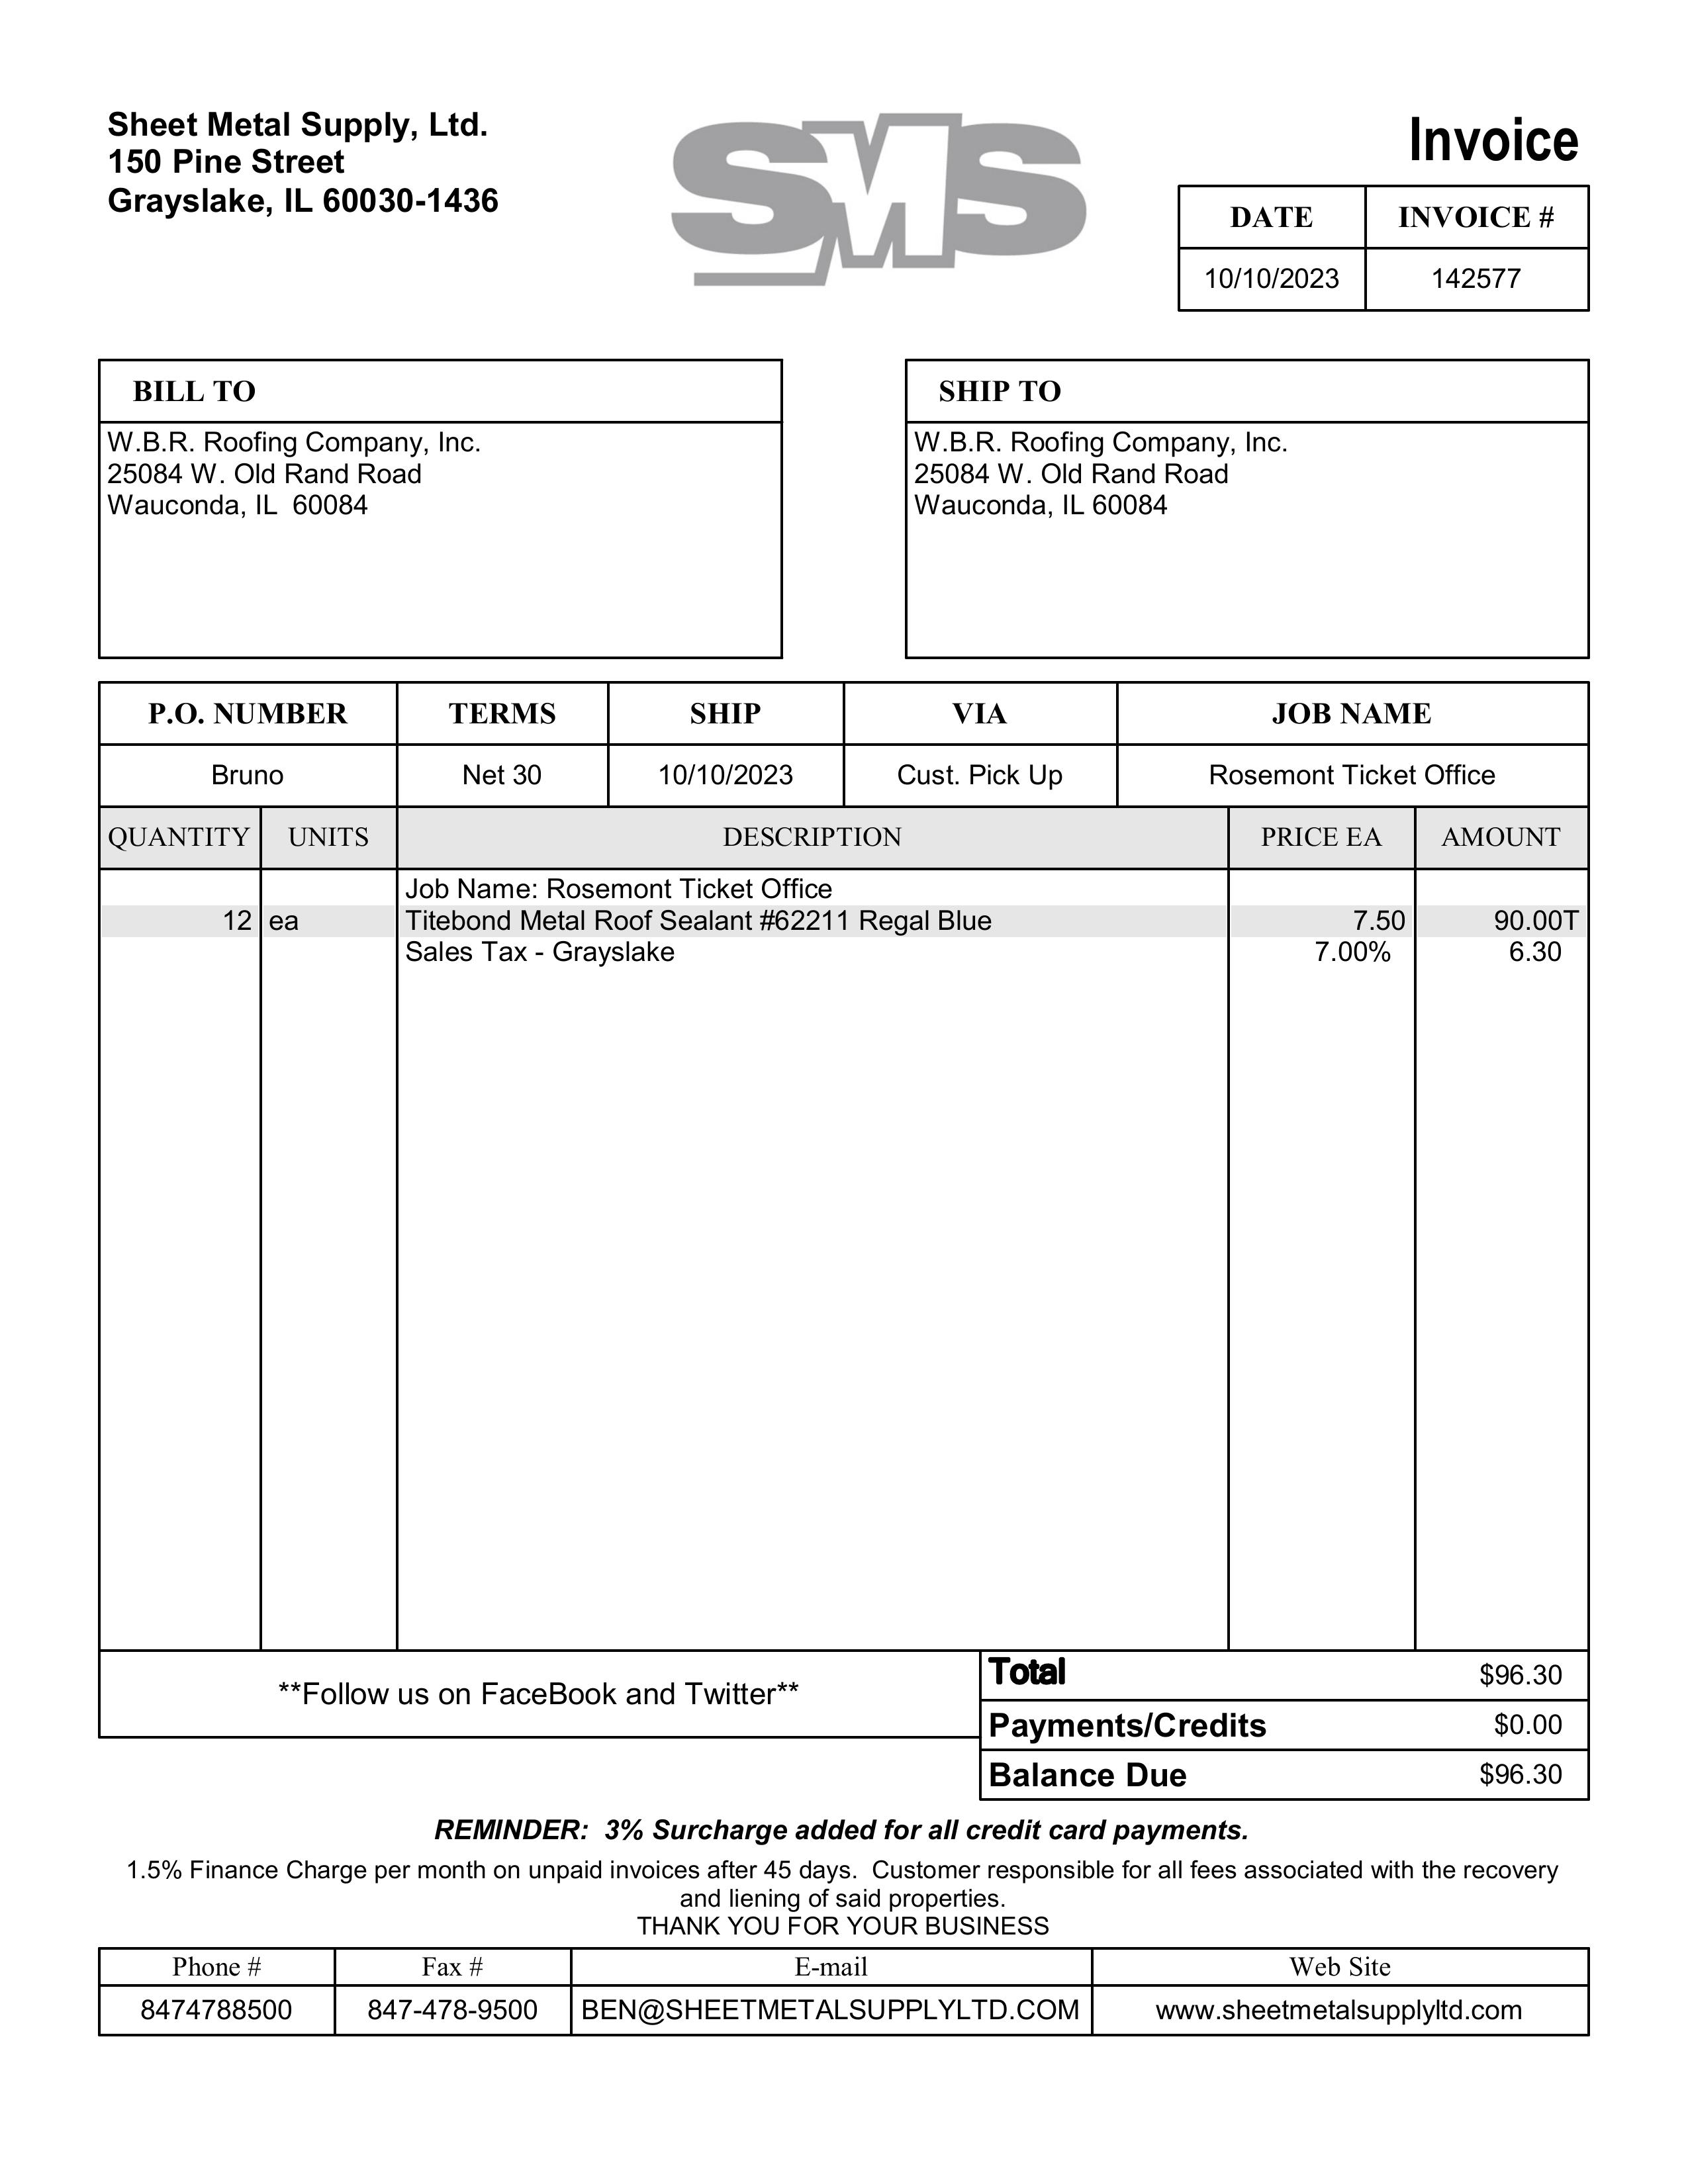 Sheet Metal Supply, Ltd.
150 Pine Street
Grayslake, IL 60030-1436
SMS
Invoice
DATE INVOICE #
10/10/2023 142577
BILL TO
W.B.R. Roofing Company, Inc.
25084 W. Old Rand Road
Wauconda, IL  60084
SHIP TO
W.B.R. Roofing Company, Inc.
25084 W. Old Rand Road
Wauconda, IL 60084
P.O. NUMBER TERMS SHIP VIA JOB NAME
Bruno Net 30 10/10/2023 Cust. Pick Up Rosemont Ticket Office
QUANTITY UNITS DESCRIPTION PRICE EA AMOUNT
Job Name: Rosemont Ticket Office
12 ea Titebond Metal Roof Sealant #62211 Regal Blue 7.50 90.00T
Sales Tax - Grayslake 7.00% 6.30
**Follow us on FaceBook and Twitter**
Total $96.30
Payments/Credits $0.00
Balance Due $96.30
REMINDER:  3% Surcharge added for all credit card payments.
1.5% Finance Charge per month on unpaid invoices after 45 days.  Customer responsible for all fees associated with the recovery
and liening of said properties.
THANK YOU FOR YOUR BUSINESS
Phone # Fax # E-mail Web Site
8474788500 847-478-9500 BEN@SHEETMETALSUPPLYLTD.COM www.sheetmetalsupplyltd.com